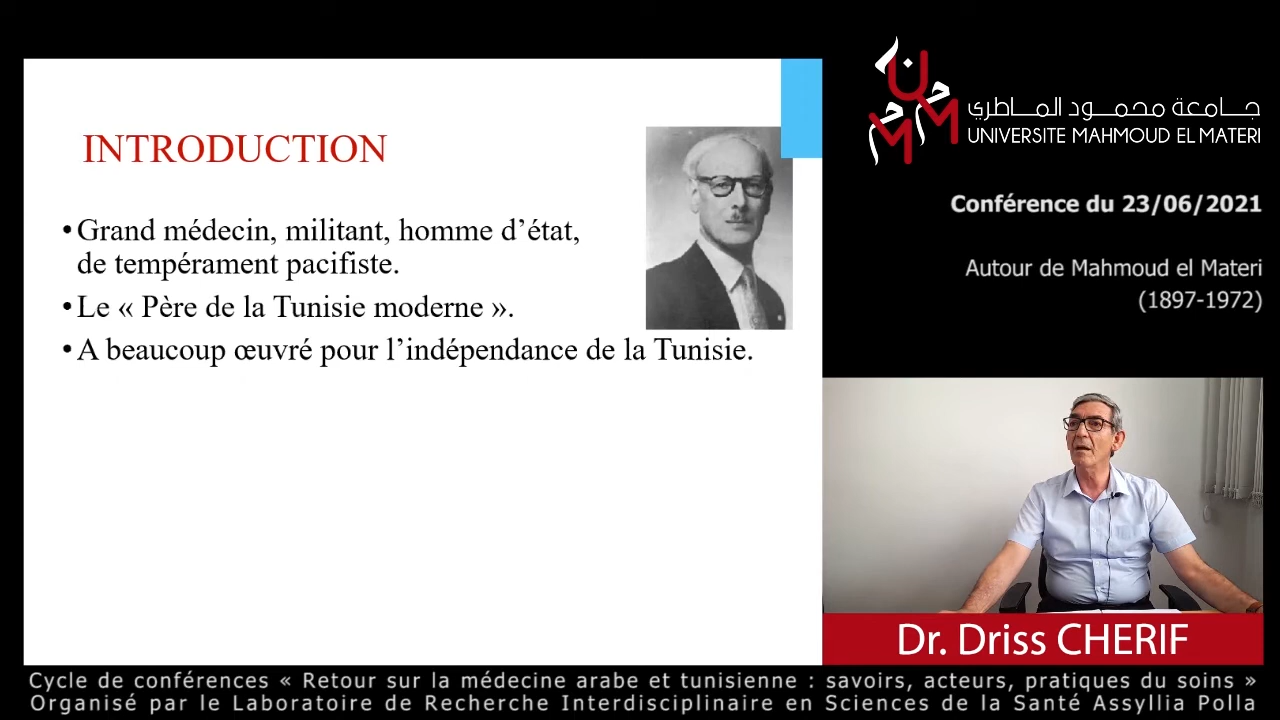 INTRODUCTION
•Grand médecin, militant, homme d’état,
de tempérament pacifiste.
•Le « Père de la Tunisie moderne ».
•A beaucoup œuvré pour l’indépendance de la Tunisie.
جامعة محمود الماطري
UNIVERSITE MAHMOUD EL MATERI
Conférence du 23/06/2021
Autour de Mahmoud el Materi
(1897-1972)
Dr. Driss CHERIF
Cycle de conférences « Retour sur la médecine arabe et tunisienne : savoirs, acteurs, pratiques du soins »
Organisé par le Laboratoire de Recherche Interdisciplinaire en Sciences de la Santé Assyllia Polla